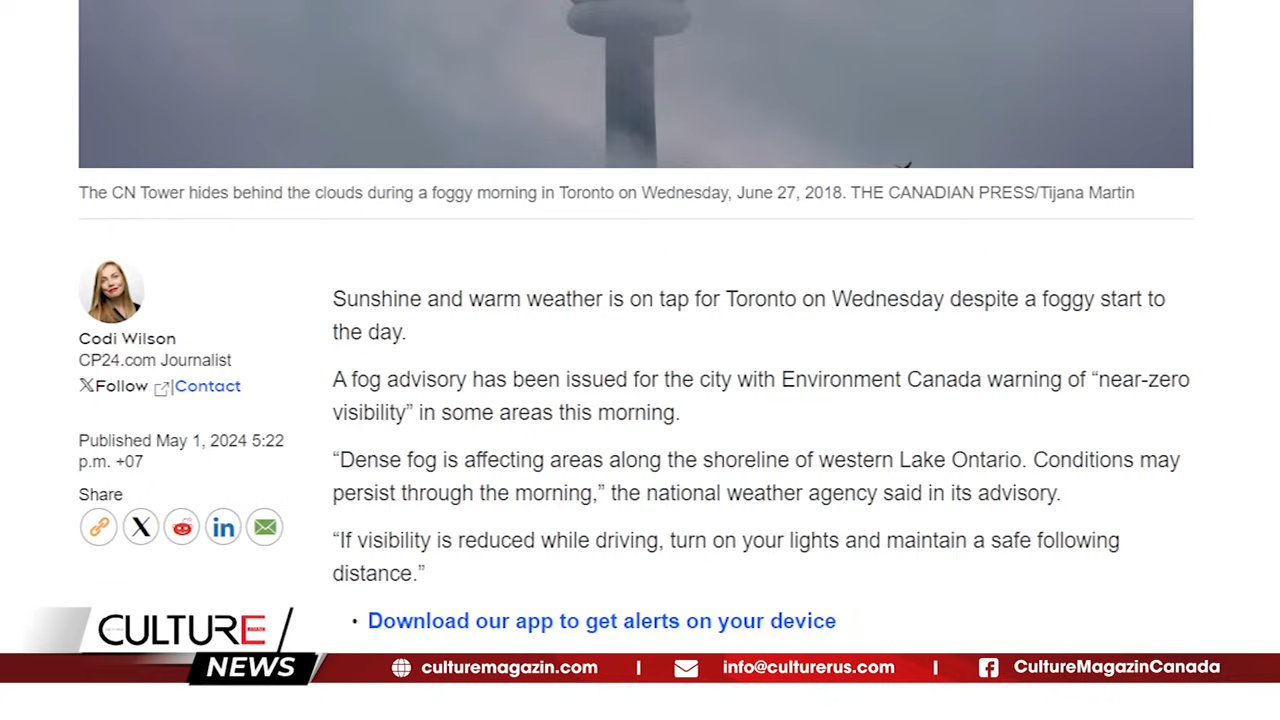 The CN Tower hides behind the clouds during a foggy morning in Toronto on Wednesday, June 27, 2018. THE CANADIAN PRESS/Tijana Martin
Codi Wilson
CP24.com Journalist
XFollow |Contact
Published May 1, 2024 5:22
p.m. +07
Share
Sunshine and warm weather is on tap for Toronto on Wednesday despite a foggy start to
the day.
A fog advisory has been issued for the city with Environment Canada warning of “near-zero
visibility” in some areas this morning.
“Dense fog is affecting areas along the shoreline of western Lake Ontario. Conditions may
persist through the morning,” the national weather agency said in its advisory.
“If visibility is reduced while driving, turn on your lights and maintain a safe following
distance.”
• Download our app to get alerts on your device
CULTURE MAGAZIN
NEWS
culturemagazin.com | info@culturerus.com | CultureMagazinCanada